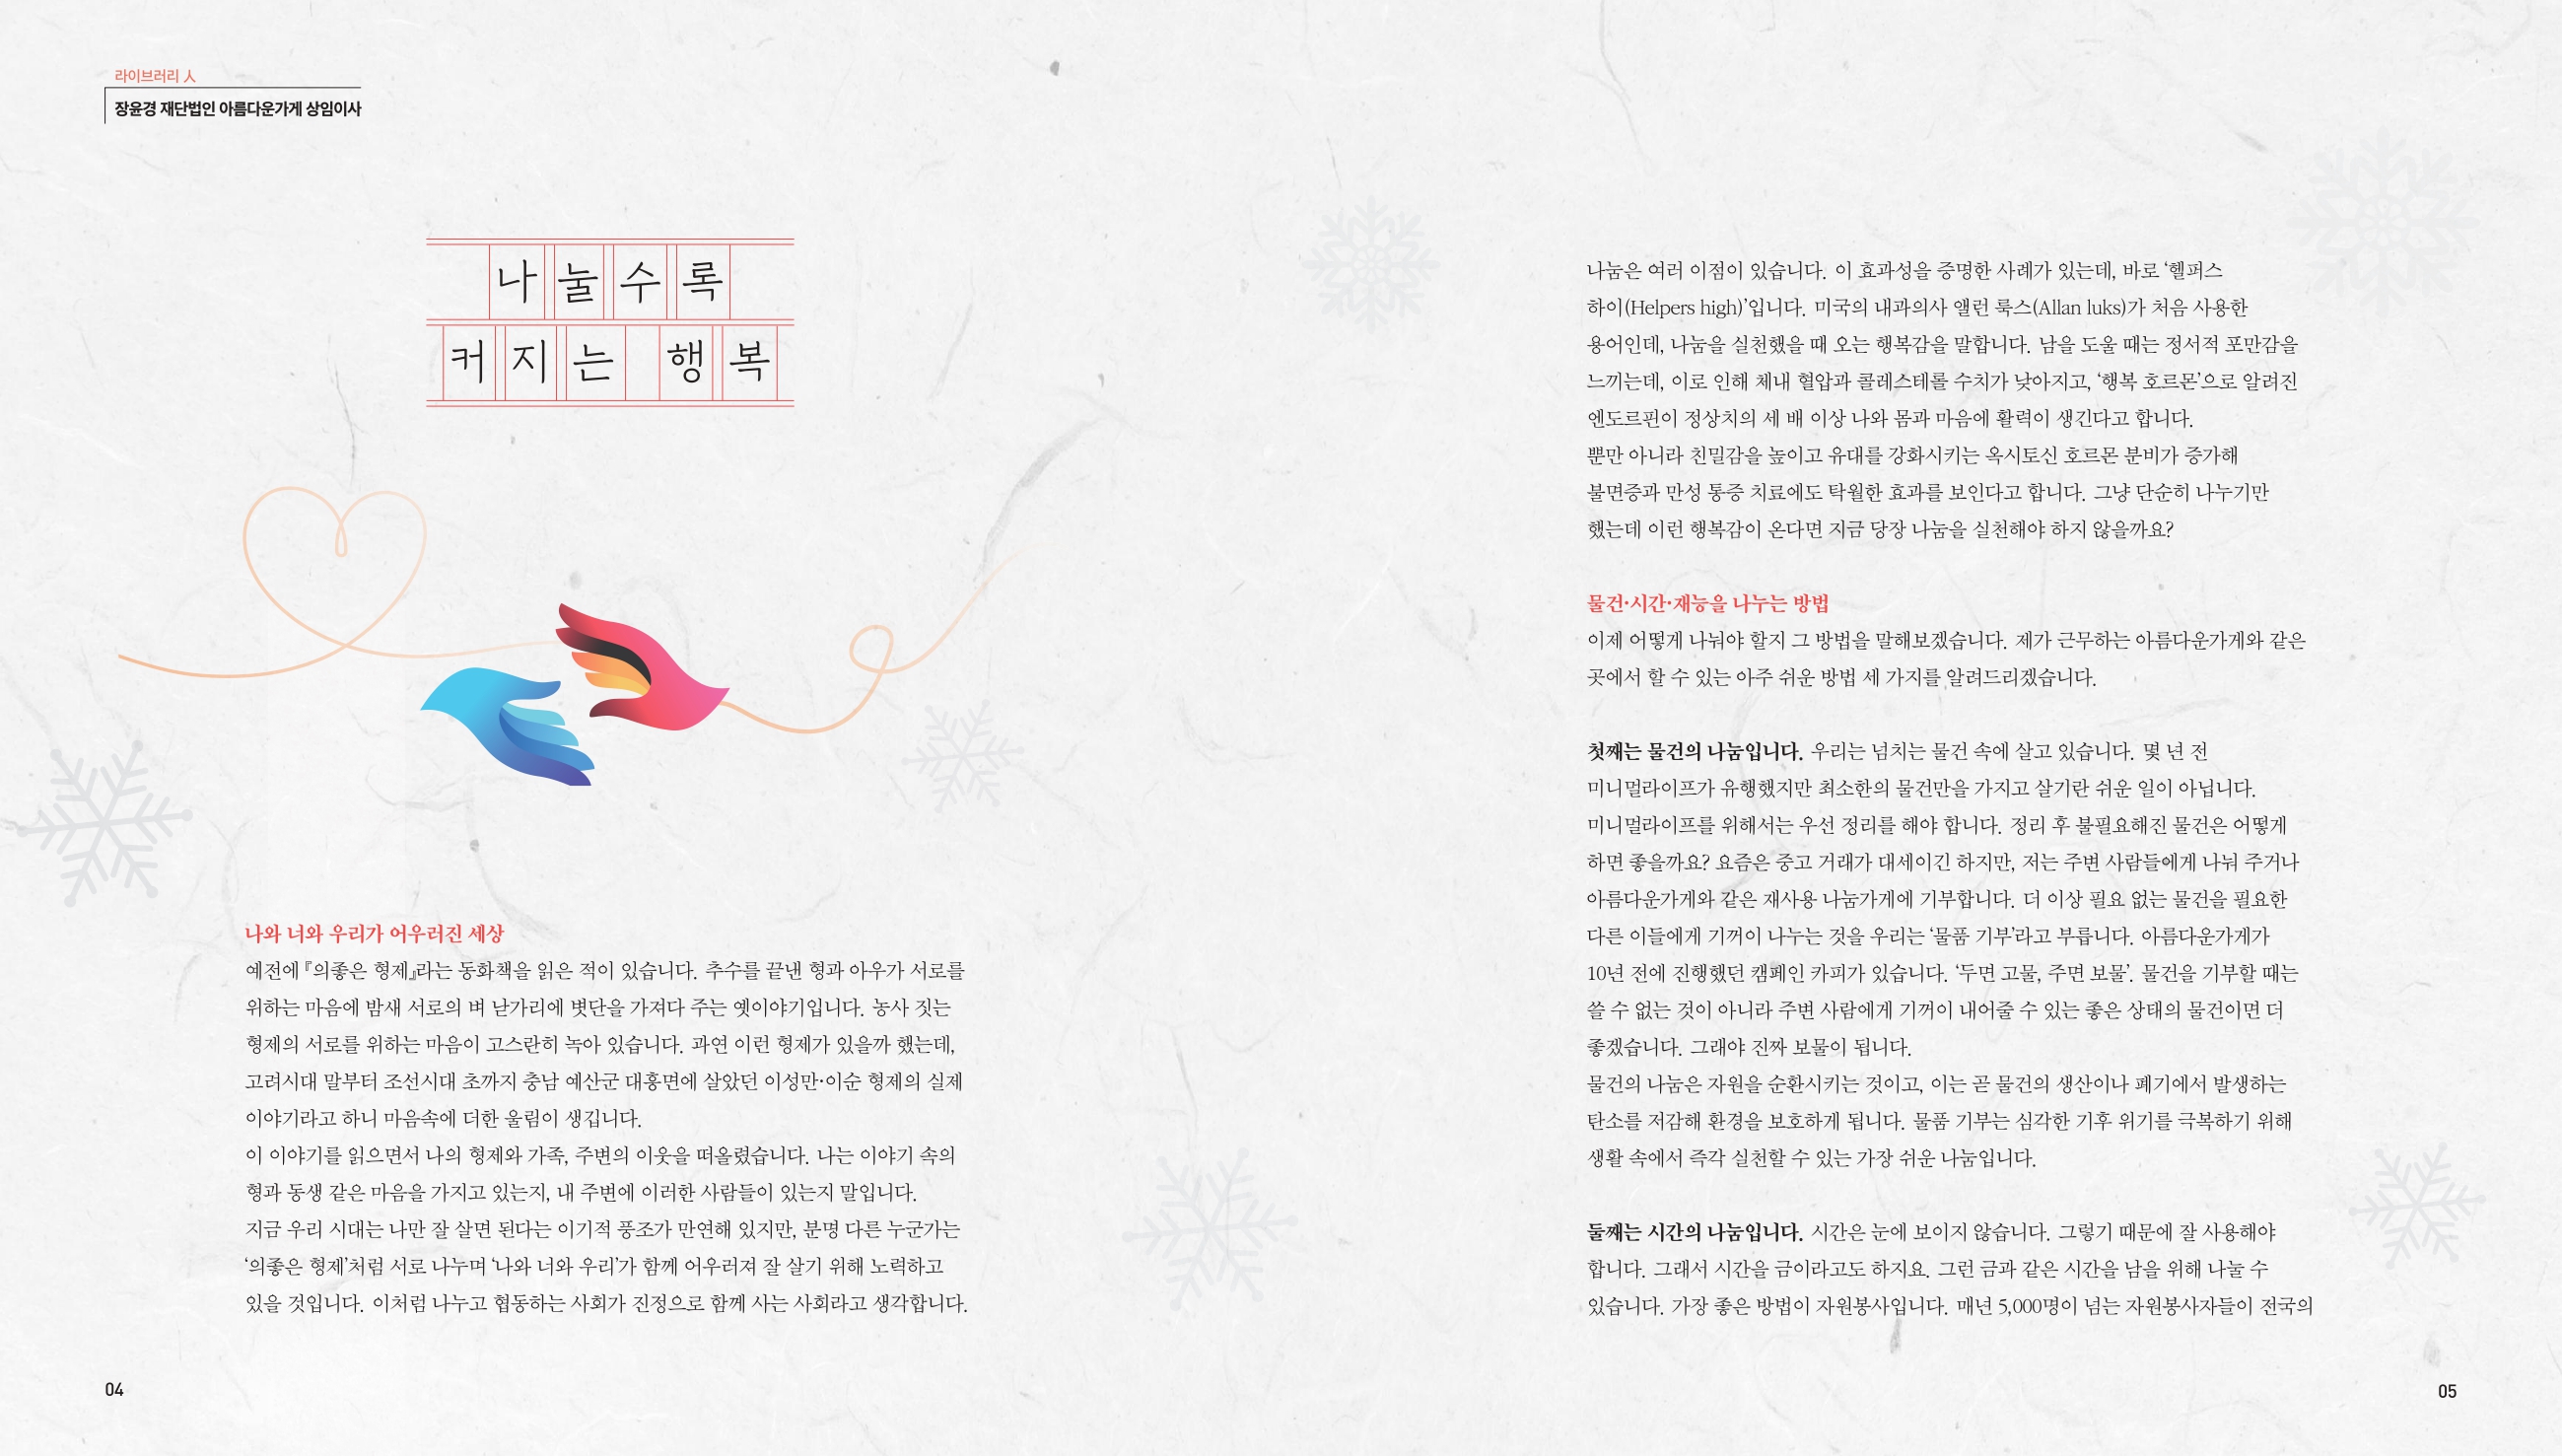 라이브러리 人
장윤경 재단법인 아름다운가게 상임이사
나눌수록
커지는 행복
나와 너와 우리가 어우러진 세상
예전에 『의좋은 형제』라는 동화책을 읽은 적이 있습니다. 추수를 끝낸 형과 아우가 서로를
위하는 마음에 밤새 서로의 벼 낟가리에 볏단을 가져다 주는 옛이야기입니다. 농사 짓는
형제의 서로를 위하는 마음이 고스란히 녹아 있습니다. 과연 이런 형제가 있을까 했는데,
고려시대 말부터 조선시대 초까지 충남 예산군 대흥면에 살았던 이성만·이순 형제의 실제
이야기라고 하니 마음속에 더한 울림이 생깁니다.
이 이야기를 읽으면서 나의 형제와 가족, 주변의 이웃을 떠올렸습니다. 나는 이야기 속의
형과 동생 같은 마음을 가지고 있는지, 내 주변에 이러한 사람들이 있는지 말입니다.
지금 우리 시대는 나만 잘 살면 된다는 이기적 풍조가 만연해 있지만, 분명 다른 누군가는
‘의좋은 형제’처럼 서로 나누며 ‘나와 너와 우리’가 함께 어우러져 잘 살기 위해 노력하고
있을 것입니다. 이처럼 나누고 협동하는 사회가 진정으로 함께 사는 사회라고 생각합니다.
04
나눔은 여러 이점이 있습니다. 이 효과성을 증명한 사례가 있는데, 바로 ‘헬퍼스
하이(Helpers high)’입니다. 미국의 내과의사 앨런 룩스(Allan luks)가 처음 사용한
용어인데, 나눔을 실천했을 때 오는 행복감을 말합니다. 남을 도울 때는 정서적 포만감을
느끼는데, 이로 인해 체내 혈압과 콜레스테롤 수치가 낮아지고, ‘행복 호르몬’으로 알려진
엔도르핀이 정상치의 세 배 이상 나와 몸과 마음에 활력이 생긴다고 합니다.
뿐만 아니라 친밀감을 높이고 유대를 강화시키는 옥시토신 호르몬 분비가 증가해
불면증과 만성 통증 치료에도 탁월한 효과를 보인다고 합니다. 그냥 단순히 나누기만
했는데 이런 행복감이 온다면 지금 당장 나눔을 실천해야 하지 않을까요?
물건·시간·재능을 나누는 방법
이제 어떻게 나눠야 할지 그 방법을 말해보겠습니다. 제가 근무하는 아름다운가게와 같은
곳에서 할 수 있는 아주 쉬운 방법 세 가지를 알려드리겠습니다.
첫째는 물건의 나눔입니다. 우리는 넘치는 물건 속에 살고 있습니다. 몇 년 전
미니멀라이프가 유행했지만 최소한의 물건만을 가지고 살기란 쉬운 일이 아닙니다.
미니멀라이프를 위해서는 우선 정리를 해야 합니다. 정리 후 불필요해진 물건은 어떻게
하면 좋을까요? 요즘은 중고 거래가 대세이긴 하지만, 저는 주변 사람들에게 나눠 주거나
아름다운가게와 같은 재사용 나눔가게에 기부합니다. 더 이상 필요 없는 물건을 필요한
다른 이들에게 기꺼이 나누는 것을 우리는 ‘물품 기부’라고 부릅니다. 아름다운가게가
10년 전에 진행했던 캠페인 카피가 있습니다. ‘두면 고물, 주면 보물’. 물건을 기부할 때는
쓸 수 없는 것이 아니라 주변 사람에게 기꺼이 내어줄 수 있는 좋은 상태의 물건이면 더
좋겠습니다. 그래야 진짜 보물이 됩니다.
물건의 나눔은 자원을 순환시키는 것이고, 이는 곧 물건의 생산이나 폐기에서 발생하는
탄소를 저감해 환경을 보호하게 됩니다. 물품 기부는 심각한 기후 위기를 극복하기 위해
생활 속에서 즉각 실천할 수 있는 가장 쉬운 나눔입니다.
둘째는 시간의 나눔입니다. 시간은 눈에 보이지 않습니다. 그렇기 때문에 잘 사용해야
합니다. 그래서 시간을 금이라고도 하지요. 그런 금과 같은 시간을 남을 위해 나눌 수
있습니다. 가장 좋은 방법이 자원봉사입니다. 매년 5,000명이 넘는 자원봉사자들이 전국의
05